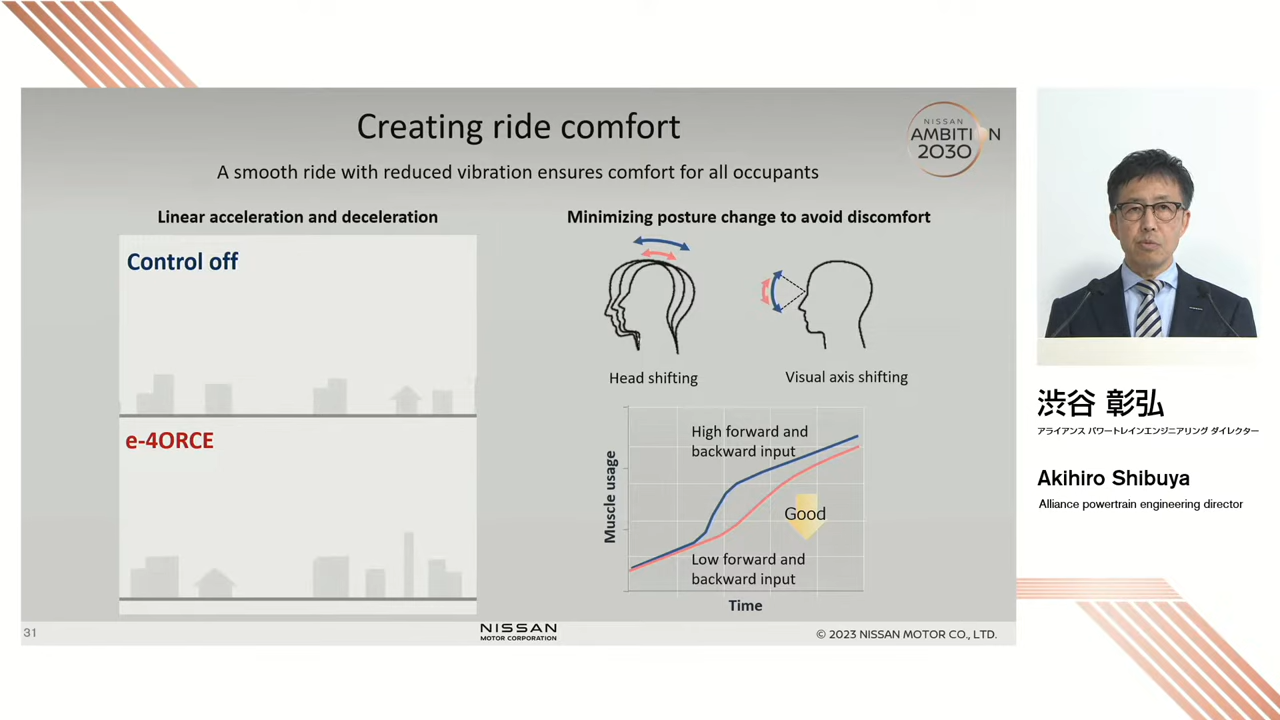 Creating ride comfort
NISSAN
AMBITION
2030
A smooth ride with reduced vibration ensures comfort for all occupants
Linear acceleration and deceleration
Control off
e-4ORCE
Minimizing posture change to avoid discomfort
Head shifting
Visual axis shifting
Muscle usage
High forward and
backward input
Good
Low forward and
backward input
Time
31
NISSAN
MOTOR CORPORATION
© 2023 NISSAN MOTOR CO., LTD.
渋谷 彰弘
アライアンス パワートレインエンジニアリング ダイレクター
Akihiro Shibuya
Alliance powertrain engineering director